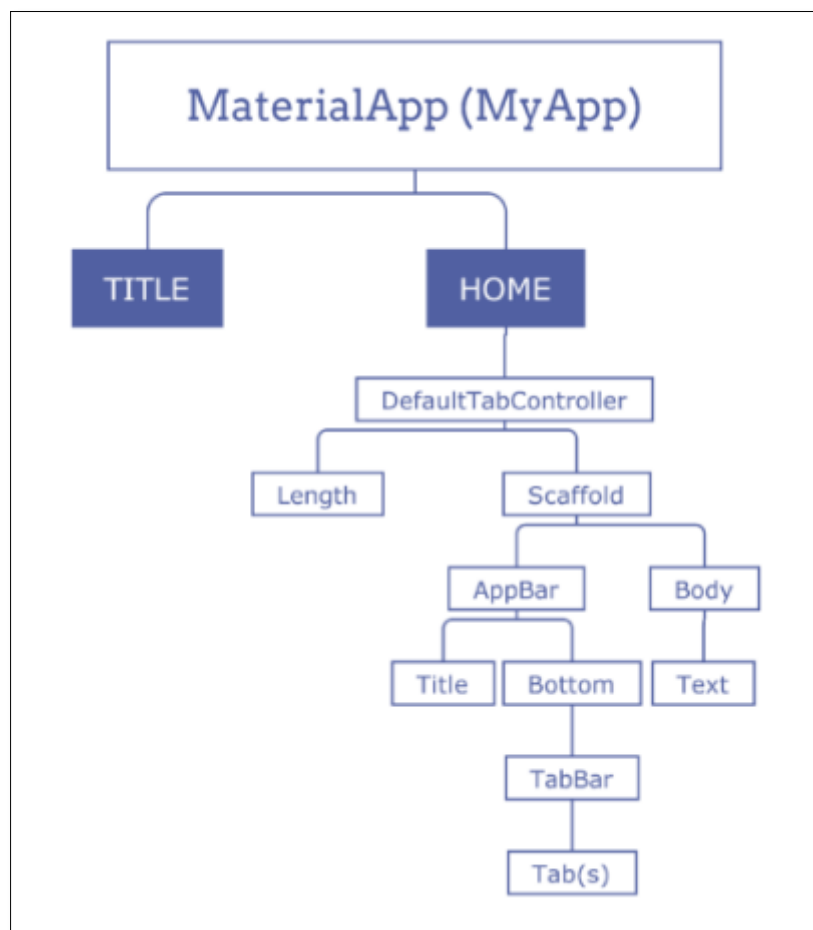 MaterialApp (MyApp)
TITLE
HOME
DefaultTabController
Length
Scaffold
AppBar
Body
Title
Bottom
Text
TabBar
Tab(s)